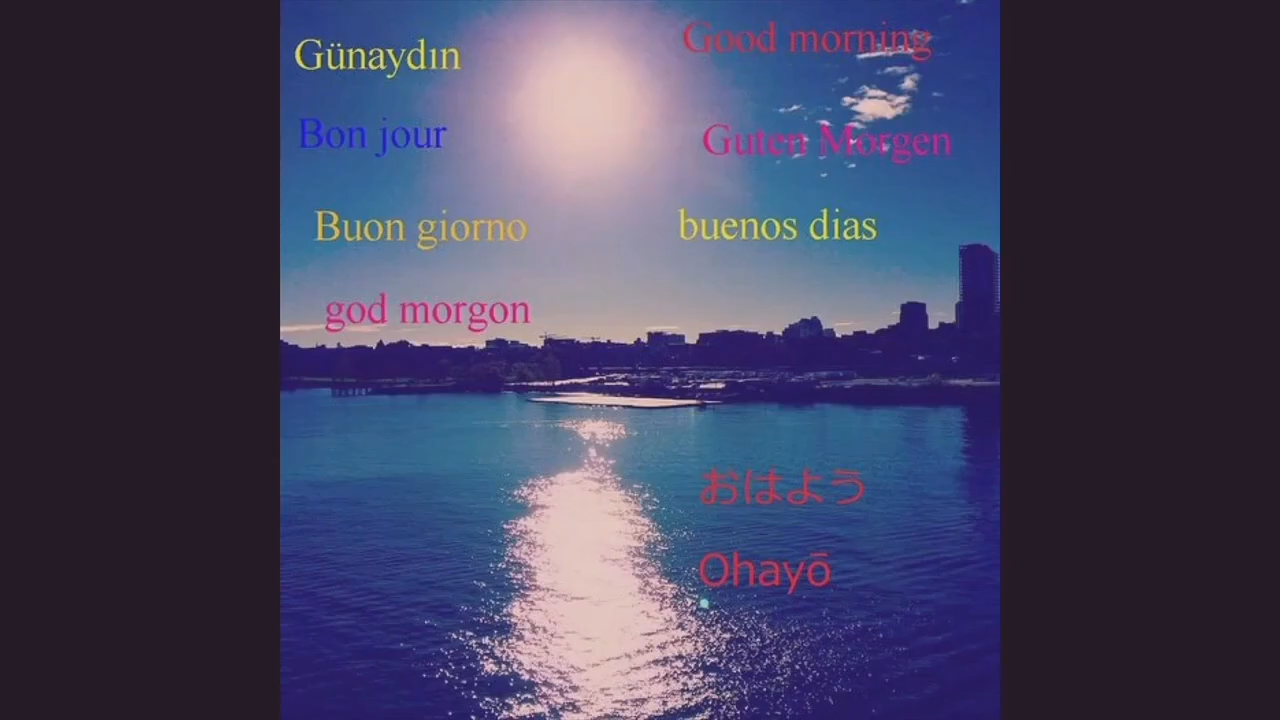 Günaydın
Good morning
Bon jour
Guten Morgen
Buon giorno
buenos dias
god morgon
おはよう
Ohayō